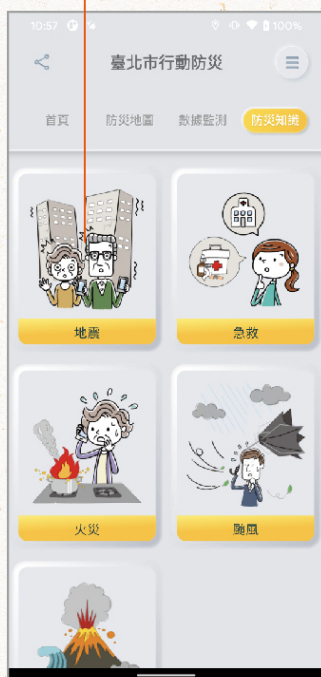 10:57
100%
臺北市行動防災
首頁 防災地圖 數據監測 防災知識
地震 急救
火災 颱風